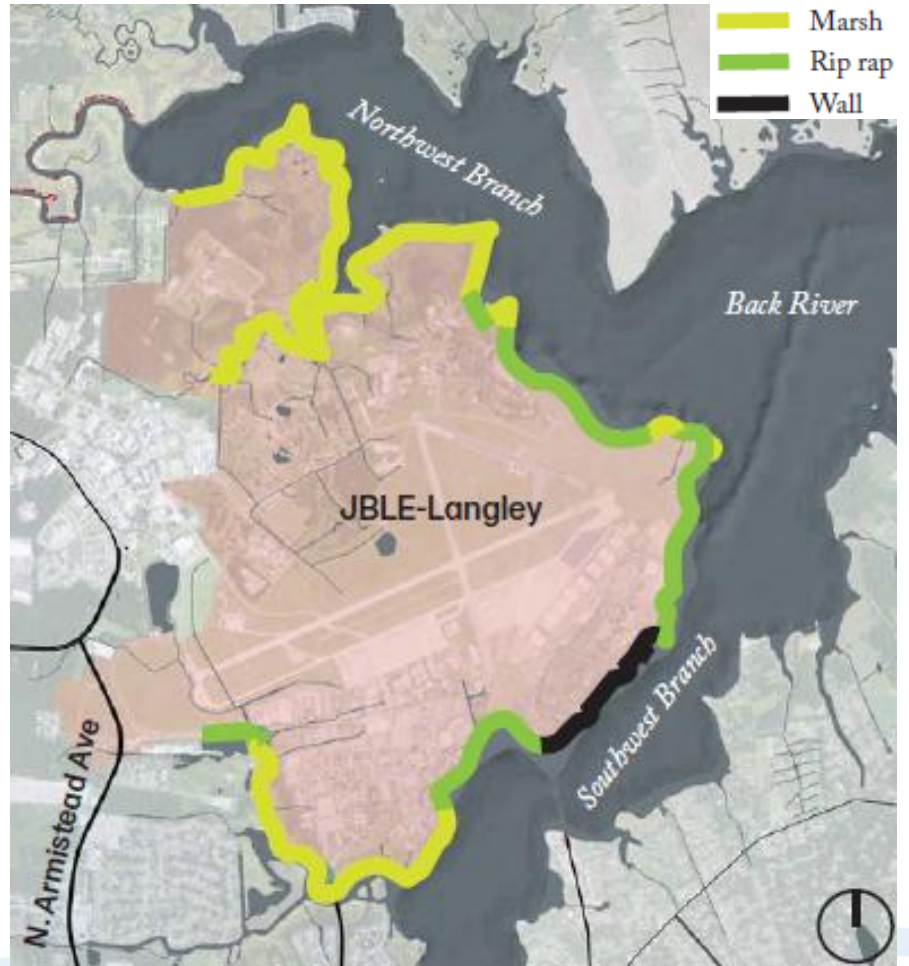 Marsh
Rip rap
Wall
Northwest Branch
Back River
JBLE-Langley
Southwest Branch
N. Armistead Ave